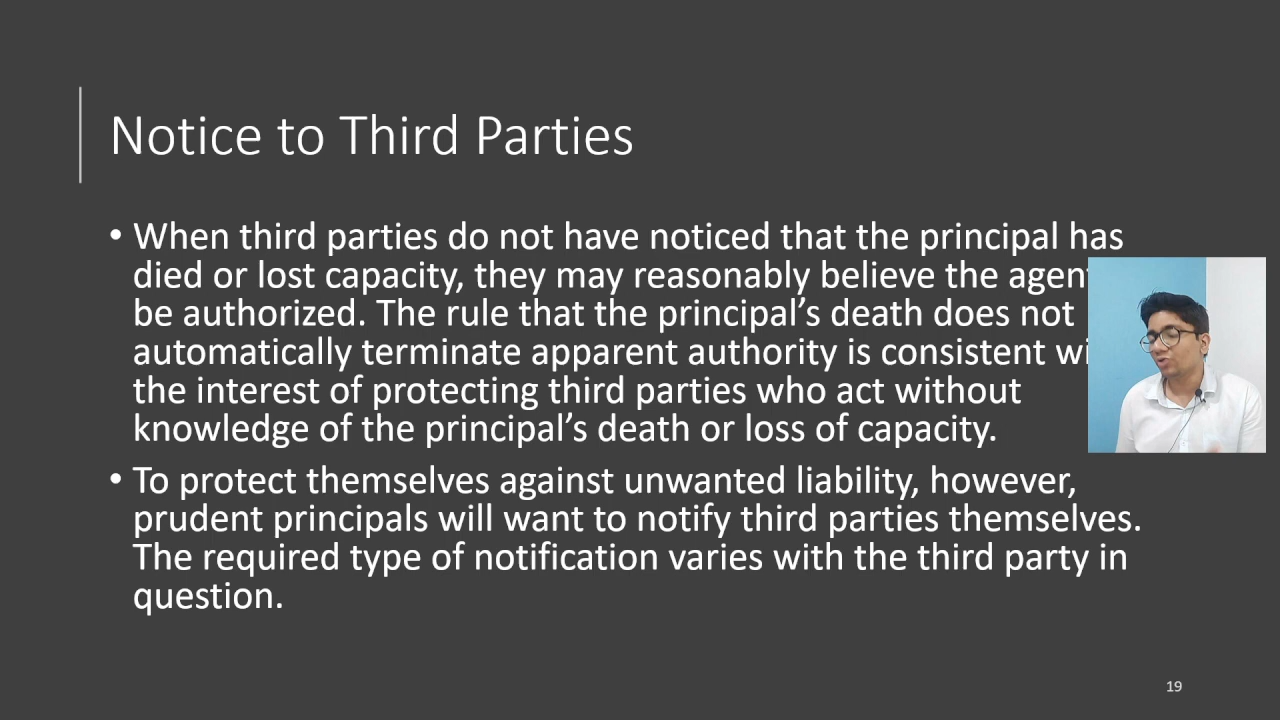 Notice to Third Parties
• When third parties do not have noticed that the principal has
died or lost capacity, they may reasonably believe the agent
be authorized. The rule that the principal’s death does not
automatically terminate apparent authority is consistent
the interest of protecting third parties who act without
knowledge of the principal’s death or loss of capacity.
• To protect themselves against unwanted liability, however,
prudent principals will want to notify third parties themselves.
The required type of notification varies with the third party in
question.
19